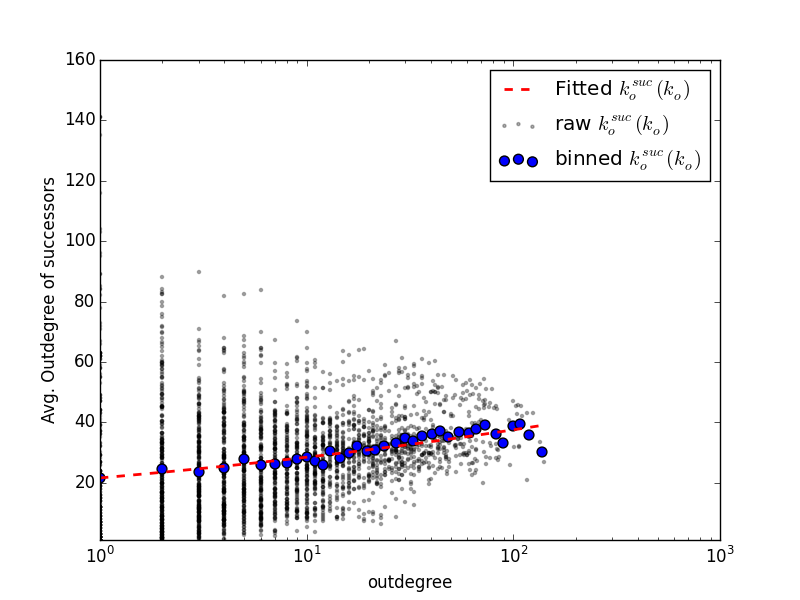 160
140
120
100
80
60
40
20
Avg. Outdegree of successors
Fitted $k_o^{suc}(k_o)$
raw $k_o^{suc}(k_o)$
binned $k_o^{suc}(k_o)$
$10^0$ $10^1$ $10^2$ $10^3$
outdegree